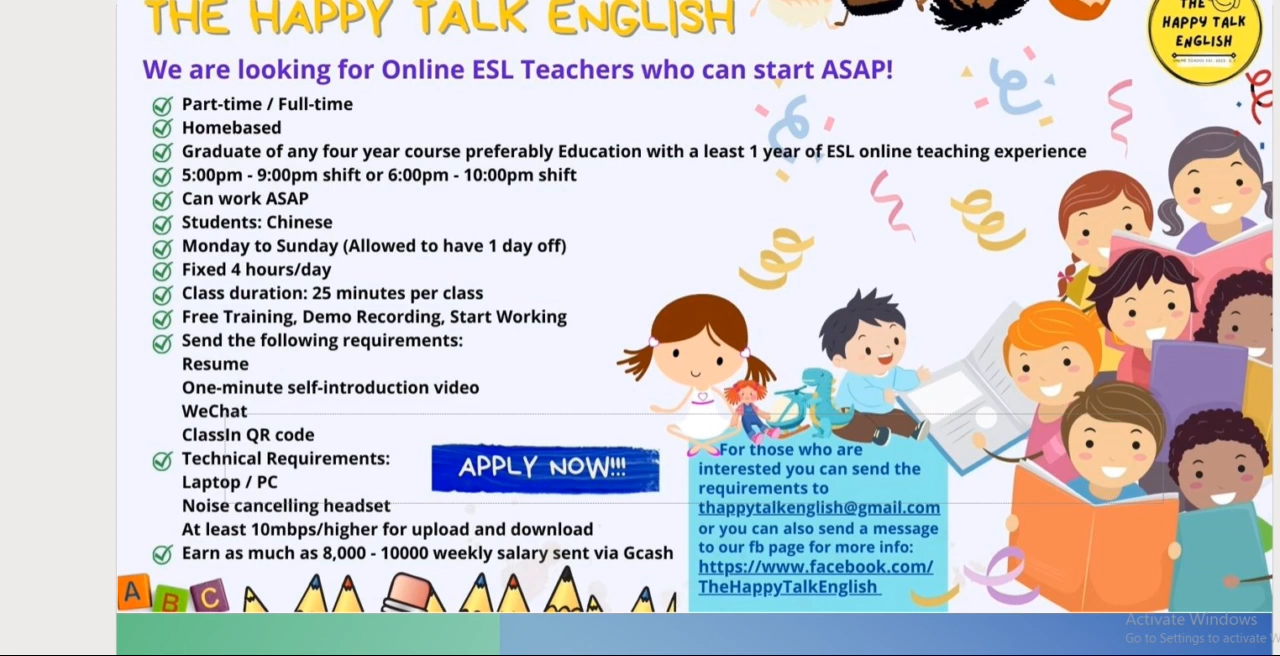 THE HAPPY TALK ENGLISH
THE
HAPPY TALK
ENGLISH
We are looking for Online ESL Teachers who can start ASAP!
Part-time / Full-time
Homebased
Graduate of any four year course preferably Education with a least 1 year of ESL online teaching experience
5:00pm - 9:00pm shift or 6:00pm - 10:00pm shift
Can work ASAP
Students: Chinese
Monday to Sunday (Allowed to have 1 day off)
Fixed 4 hours/day
Class duration: 25 minutes per class
Free Training, Demo Recording, Start Working
Send the following requirements:
Resume
One-minute self-introduction video
WeChat
ClassIn QR code
Technical Requirements:
Laptop / PC
Noise cancelling headset
At least 10mbps/higher for upload and download
Earn as much as 8,000 - 10000 weekly salary sent via Gcash
APPLY NOW!!!
For those who are
interested you can send the
requirements to
thappytalkenglish@gmail.com
or you can also send a message
to our fb page for more info:
https://www.facebook.com/
TheHappyTalkEnglish
A
B
C
Activate Windows
Go to Settings to activate W